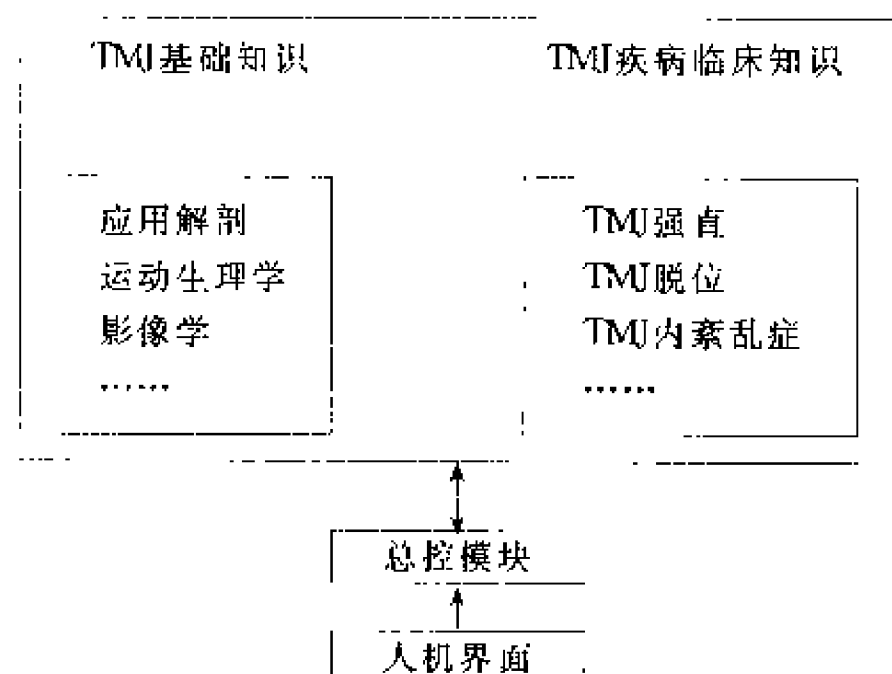 TMJ基础知识
TMJ疾病临床知识
应用解剖
运动生理学
影像学
……
TMJ强直
TMJ脱位
TMJ内紊乱症
……
总控模块
人机界面